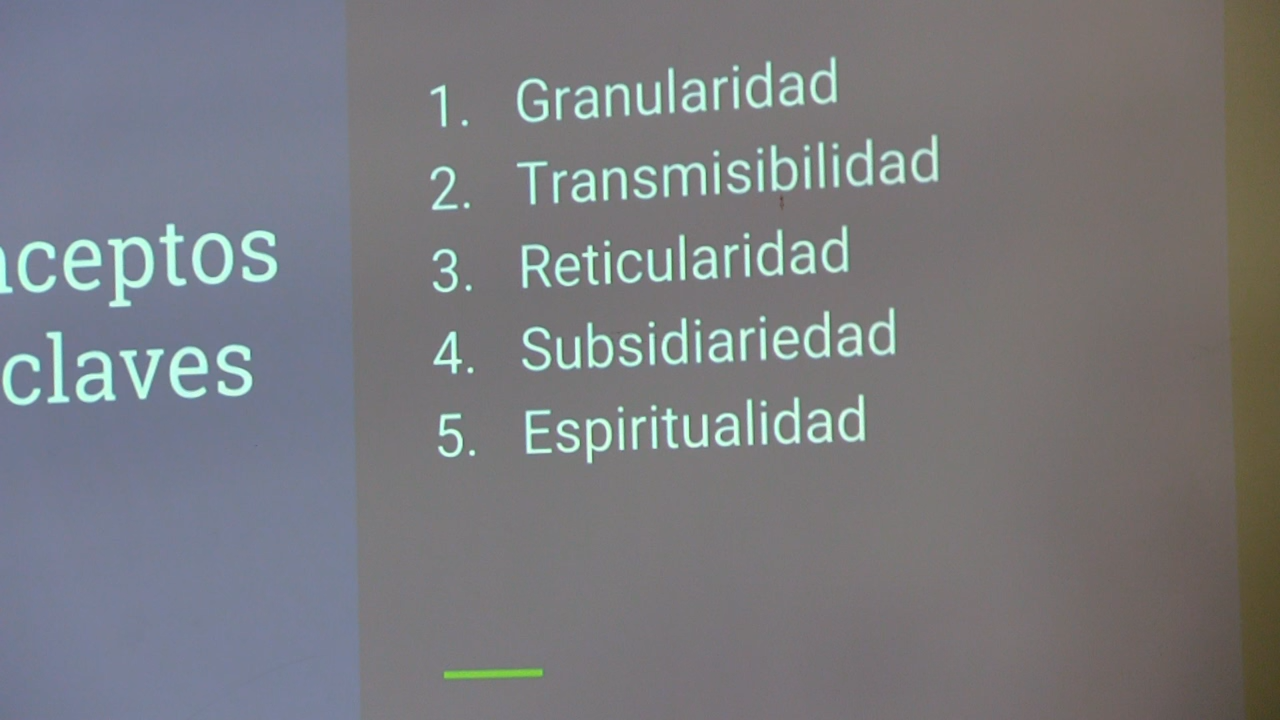 nceptos
claves
1. Granularidad
2. Transmisibilidad
3. Reticularidad
4. Subsidiariedad
5. Espiritualidad